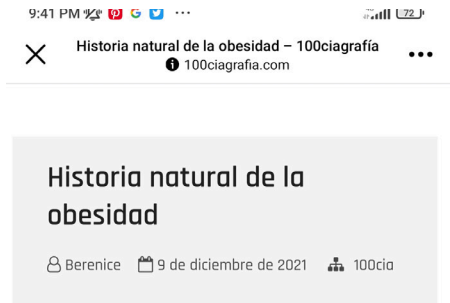 9:41 PM
72
Historia natural de la obesidad – 100ciagrafía
100ciagrafia.com
Historia natural de la
obesidad
Berenice 9 de diciembre de 2021 100cia